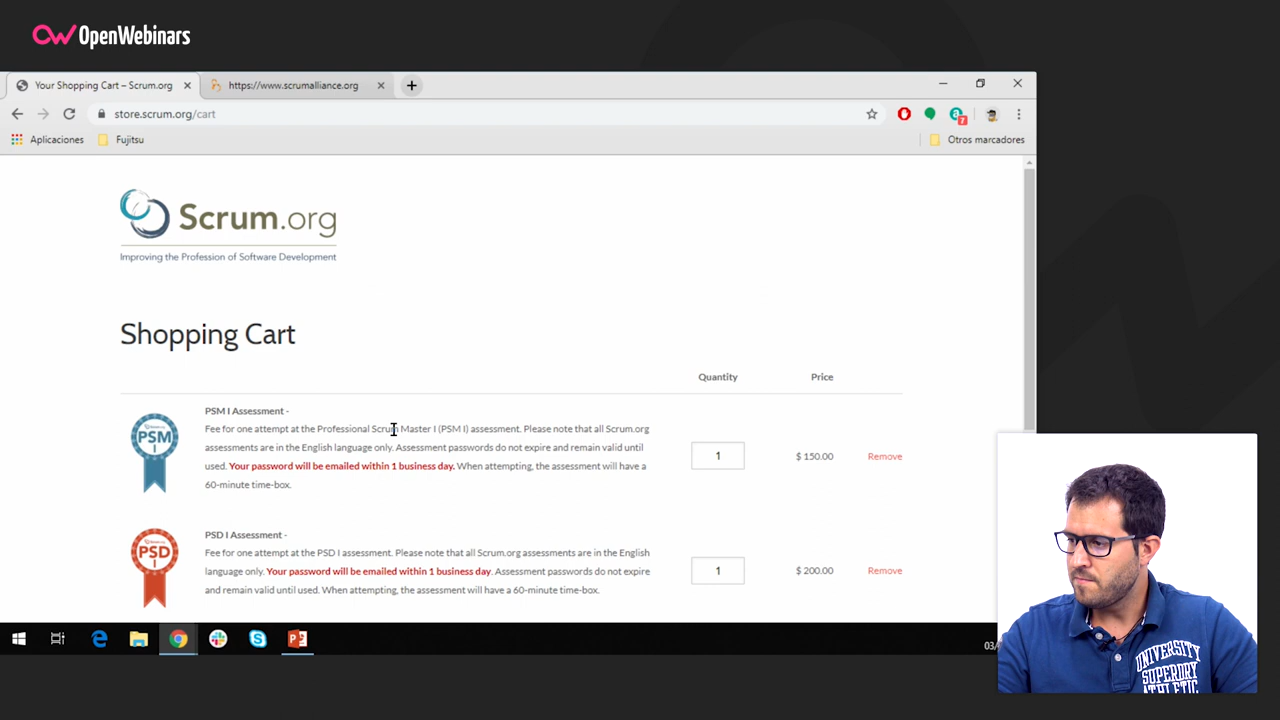 OpenWebinars
Your Shopping Cart – Scrum.org
https://www.scrumalliance.org
store.scrum.org/cart
7
Aplicaciones
Fujitsu
Otros marcadores
Scrum.org
Improving the Profession of Software Development
Shopping Cart
Quantity
Price
PSM I Assessment -
Fee for one attempt at the Professional Scrum Master I (PSM I) assessment. Please note that all Scrum.org
assessments are in the English language only. Assessment passwords do not expire and remain valid until
used. Your password will be emailed within 1 business day. When attempting, the assessment will have a
60-minute time-box.
PSM
I
1
$ 150.00
Remove
PSD I Assessment -
Fee for one attempt at the PSD I assessment. Please note that all Scrum.org assessments are in the English
language only. Your password will be emailed within 1 business day. Assessment passwords do not expire
and remain valid until used. When attempting, the assessment will have a 60-minute time-box.
PSD
I
1
$ 200.00
Remove
03/
UNIVERSITY
SUPERDRY
ATHLETIC